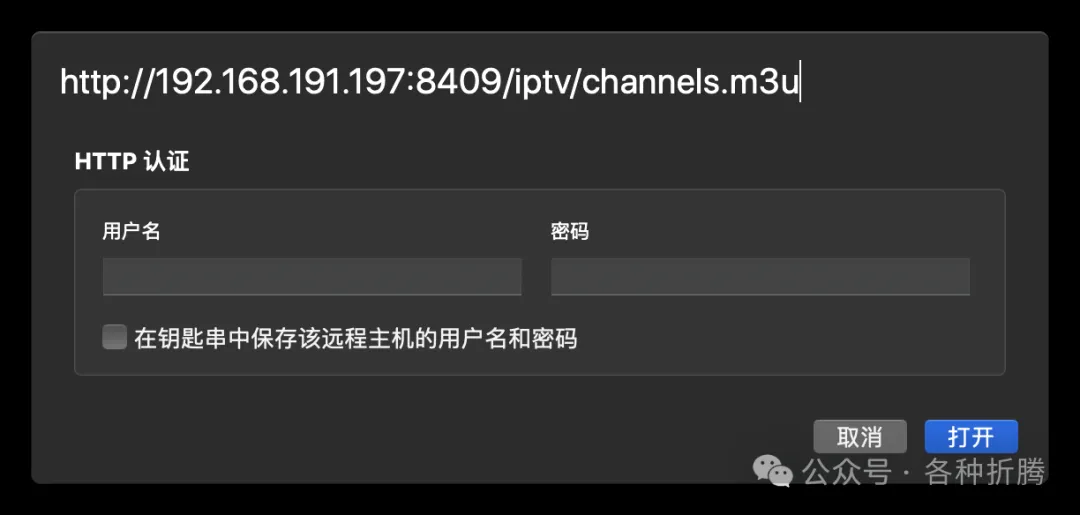 http://192.168.191.197:8409/iptv/channels.m3u
HTTP 认证
用户名 密码
在钥匙串中保存该远程主机的用户名和密码
取消 打开
公众号 · 各种折腾